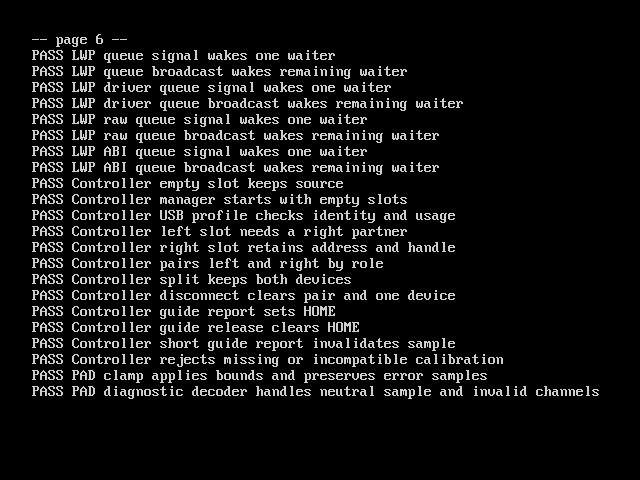 -- page 6 --
PASS LWP queue signal wakes one waiter
PASS LWP queue broadcast wakes remaining waiter
PASS LWP driver queue signal wakes one waiter
PASS LWP driver queue broadcast wakes remaining waiter
PASS LWP raw queue signal wakes one waiter
PASS LWP raw queue broadcast wakes remaining waiter
PASS LWP ABI queue signal wakes one waiter
PASS LWP ABI queue broadcast wakes remaining waiter
PASS Controller empty slot keeps source
PASS Controller manager starts with empty slots
PASS Controller USB profile checks identity and usage
PASS Controller left slot needs a right partner
PASS Controller right slot retains address and handle
PASS Controller pairs left and right by role
PASS Controller split keeps both devices
PASS Controller disconnect clears pair and one device
PASS Controller guide report sets HOME
PASS Controller guide release clears HOME
PASS Controller short guide report invalidates sample
PASS Controller rejects missing or incompatible calibration
PASS PAD clamp applies bounds and preserves error samples
PASS PAD diagnostic decoder handles neutral sample and invalid channels